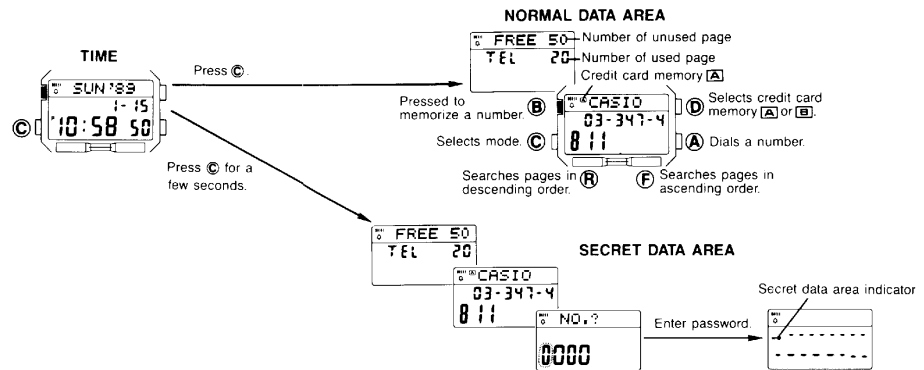 NORMAL DATA AREA
FREE 50
TEL 20
Number of unused page
Number of used page
Credit card memory A
TIME
SUN '89
1-15
P 10:58 50
C
Press C.
Pressed to
memorize a number.
B
CASIO
03-347-4
811
D
Selects credit card
memory A or B.
Selects mode. C
A Dials a number.
Searches pages in
descending order.
R
F
Searches pages in
ascending order.
Press C for a
few seconds.
FREE 50
TEL 20
SECRET DATA AREA
CASIO
03-347-4
811
NO.?
0000
Enter password.
Secret data area indicator